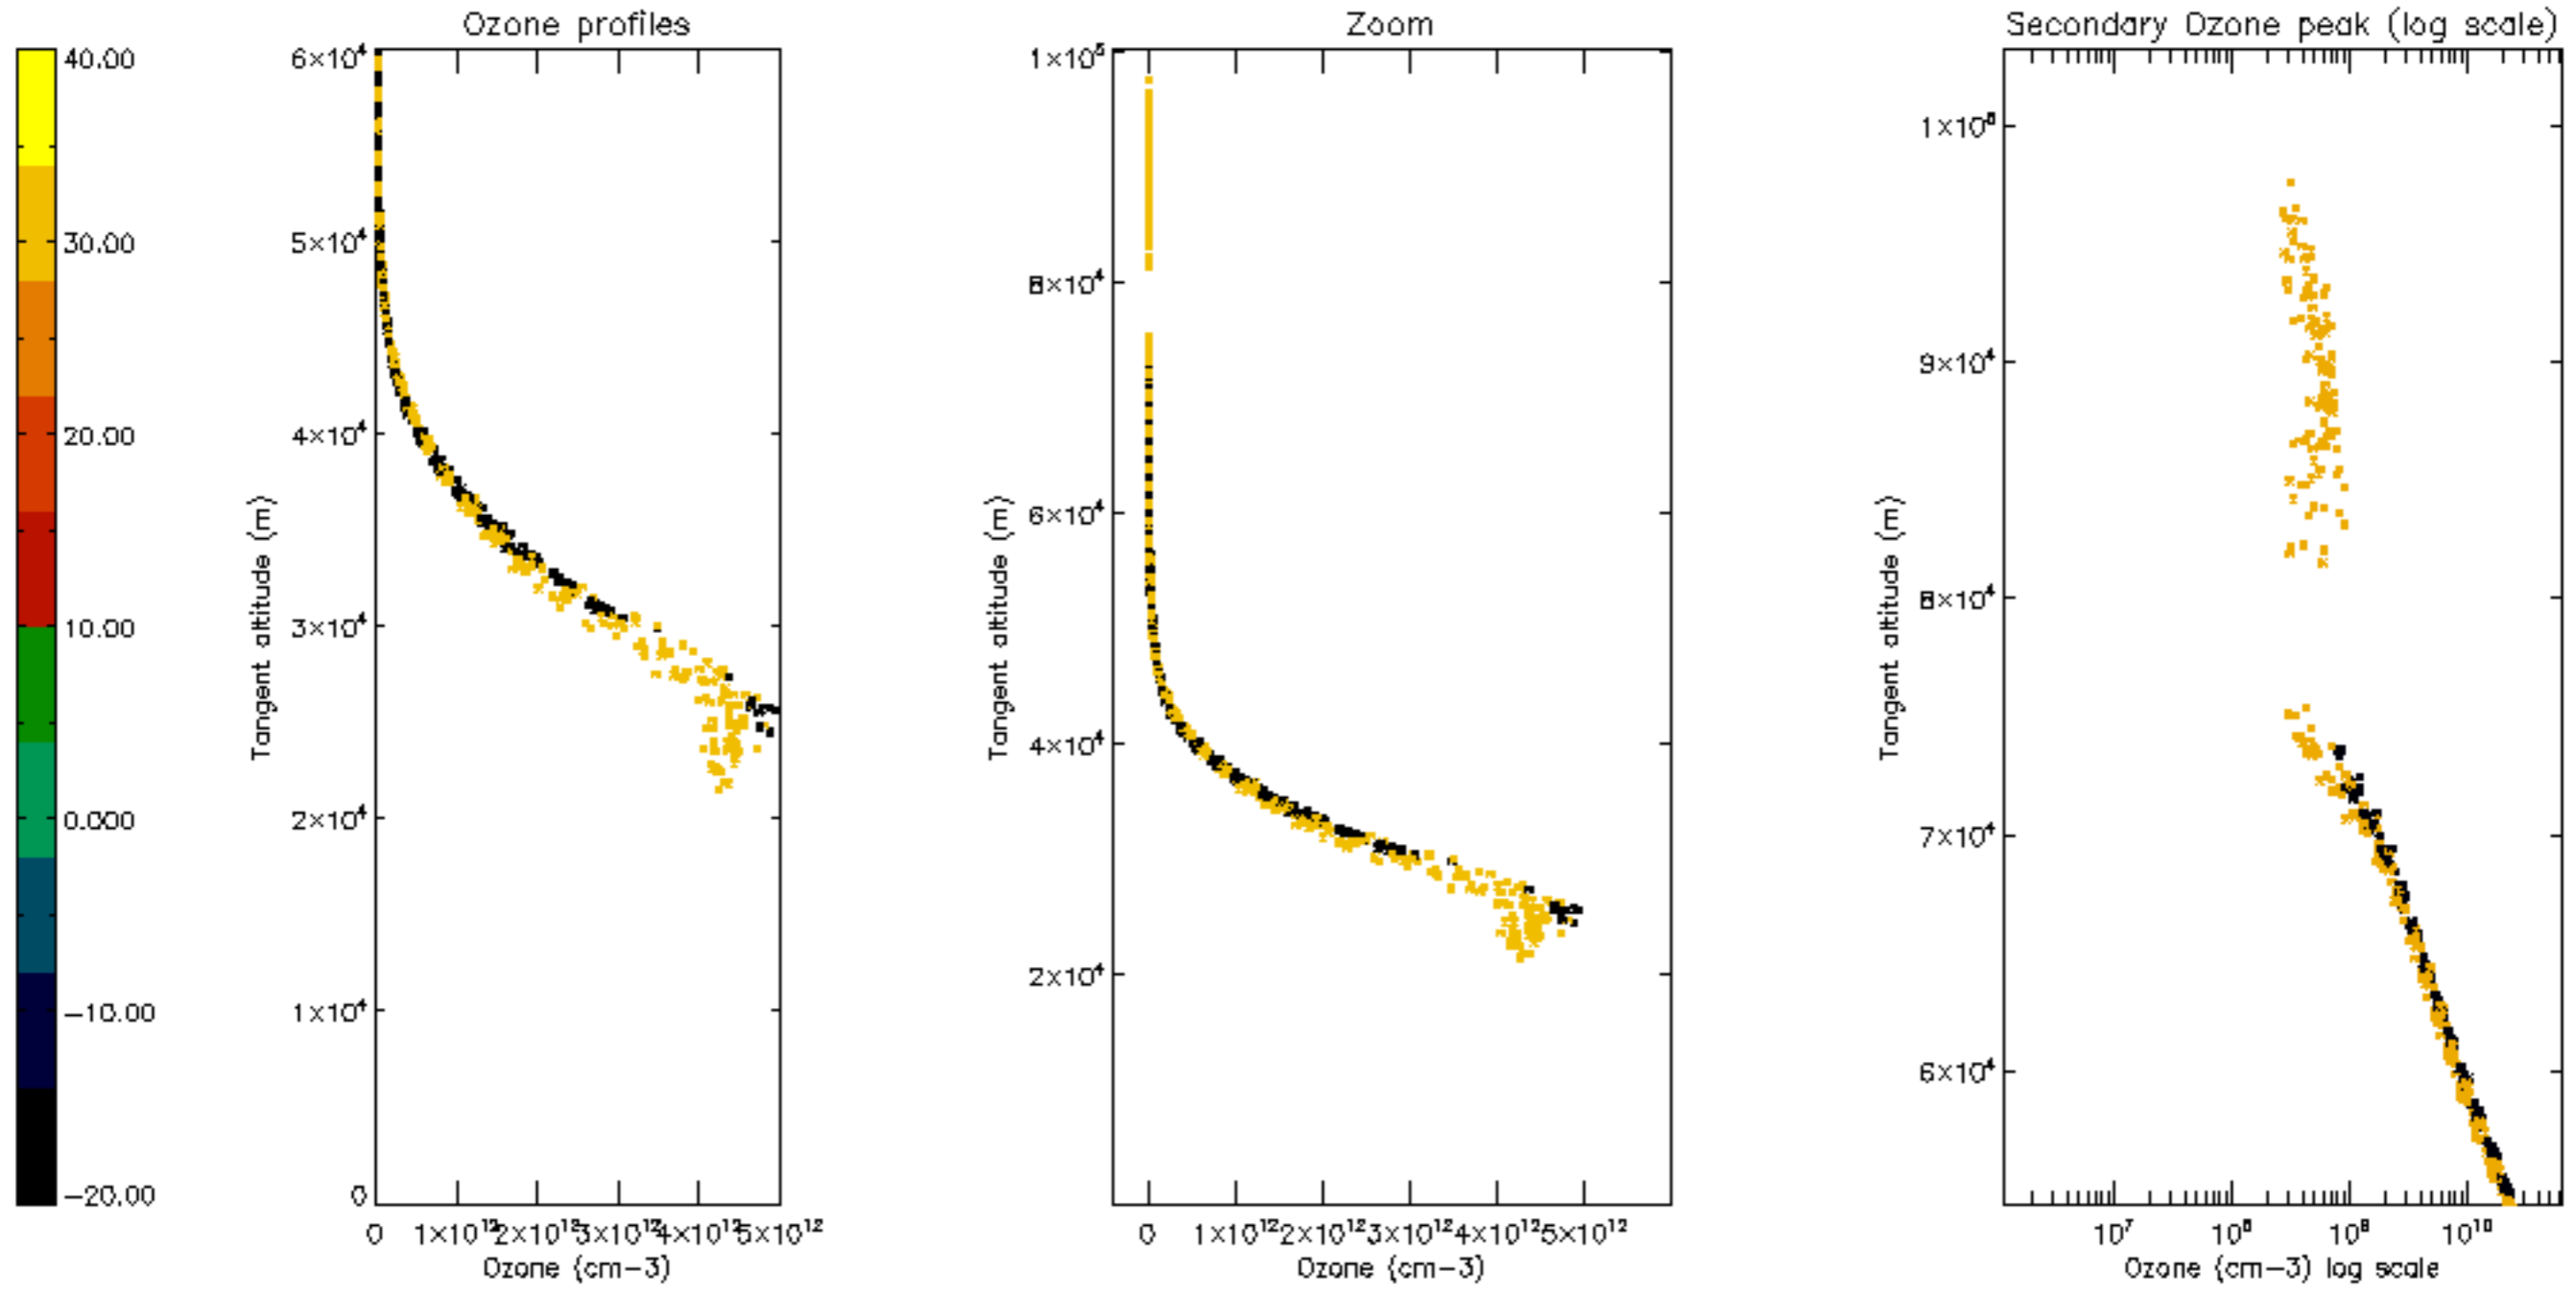 Ozone profiles
Zoom
Secondary Ozone peak (log scale)
40.00
30.00
20.00
10.00
0.000
−10.00
−20.00
6×10⁴
5×10⁴
4×10⁴
3×10⁴
2×10⁴
1×10⁴
0
Tangent altitude (m)
0 1×10¹² 2×10¹² 3×10¹² 4×10¹² 5×10¹²
Ozone (cm−3)
1×10⁵
8×10⁴
6×10⁴
4×10⁴
2×10⁴
Tangent altitude (m)
0 1×10¹² 2×10¹² 3×10¹² 4×10¹² 5×10¹²
Ozone (cm−3)
1×10⁵
9×10⁴
8×10⁴
7×10⁴
6×10⁴
Tangent altitude (m)
10⁷ 10⁸ 10⁹ 10¹⁰
Ozone (cm−3) log scale